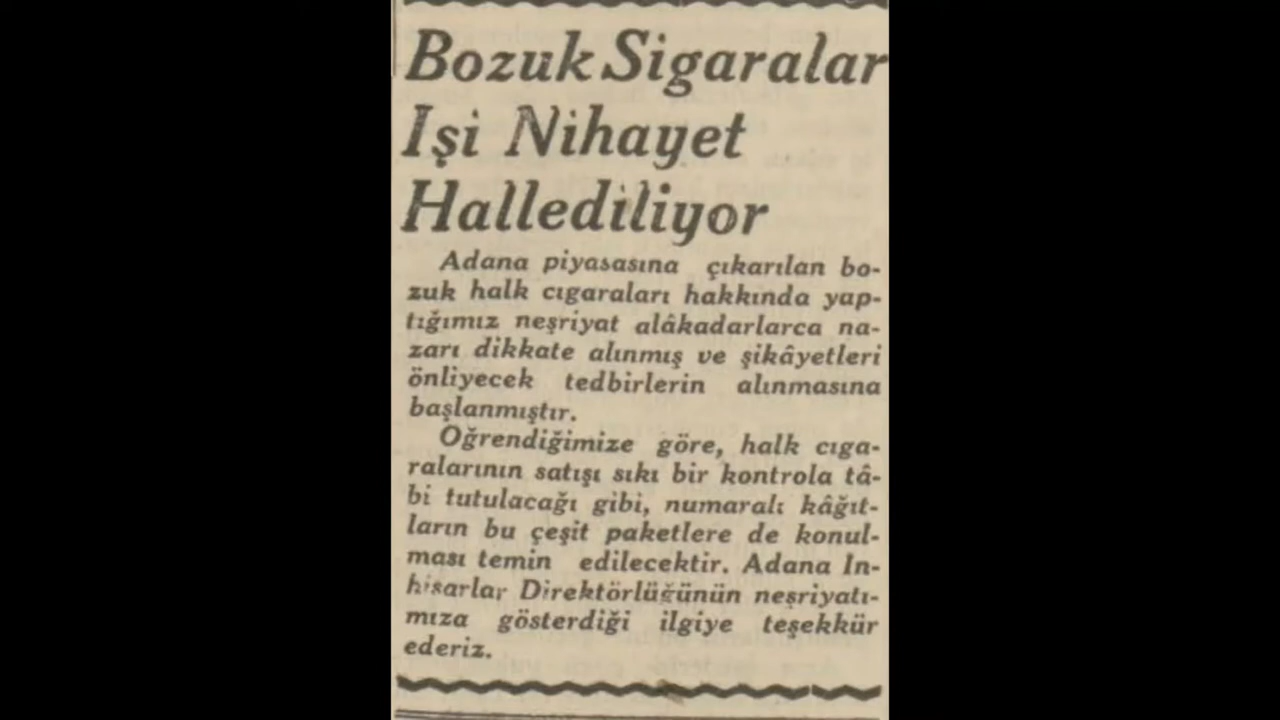 Bozuk Sigaralar
Işi Nihayet
Hallediliyor
Adana piyasasına çıkarılan bo-
zuk halk cıgaraları hakkında yap-
tığımız neşriyat alâkadarlarca na-
zarı dikkate alınmış ve şikâyetleri
önliyecek tedbirlerin alınmasına
başlanmıştır.
Oğrendiğimize göre, halk cıga-
ralarının satışı sıkı bir kontrola tâ-
bi tutulacağı gibi, numaralı kâğıt-
ların bu çeşit paketlere de konul-
ması temin edilecektir. Adana In-
hisarlar Direktörlüğünün neşriyatı-
mıza gösterdiği ilgiye teşekkür
ederiz.